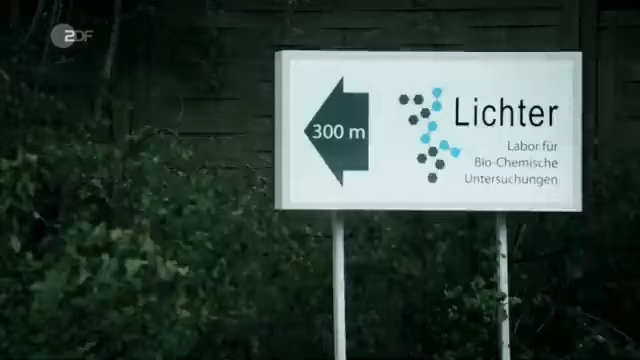 ZDF
300 m
Lichter
Labor für
Bio-Chemische
Untersuchungen